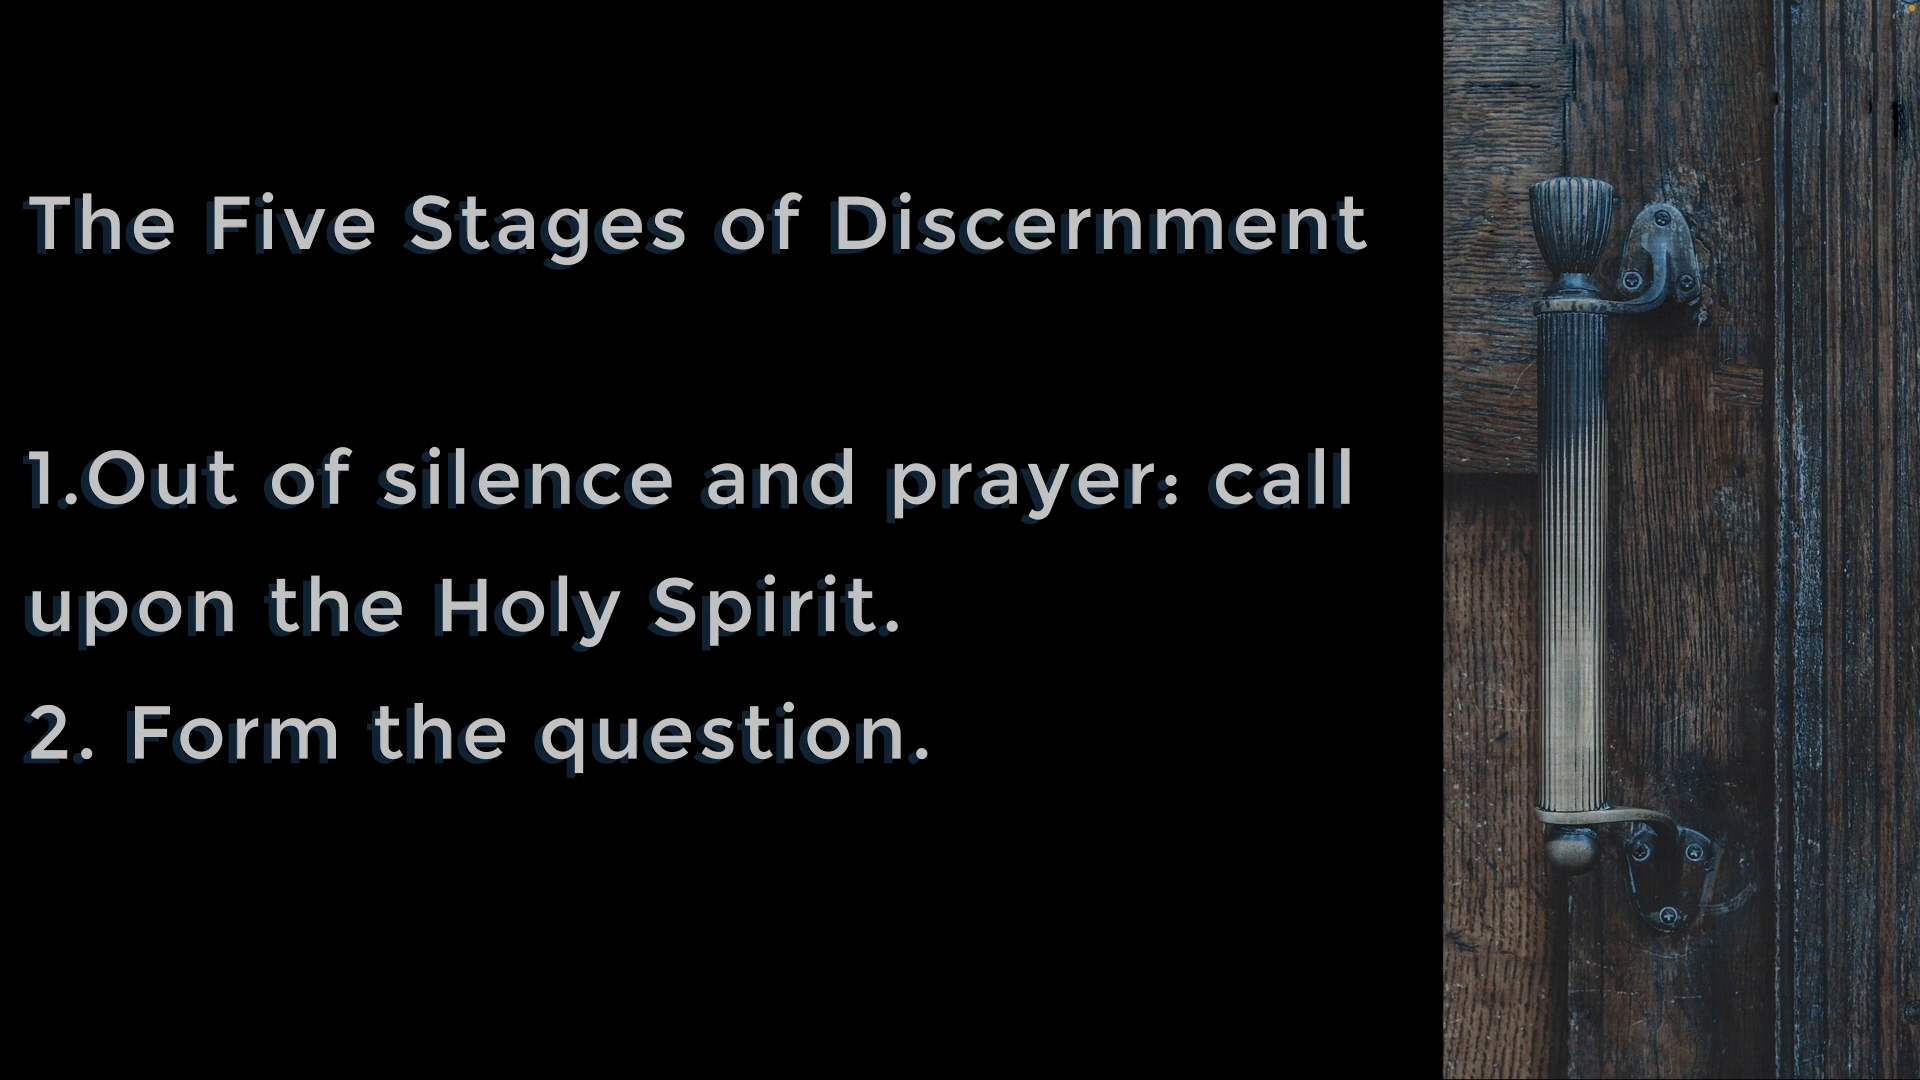 The Five Stages of Discernment
1.Out of silence and prayer: call
upon the Holy Spirit.
2. Form the question.